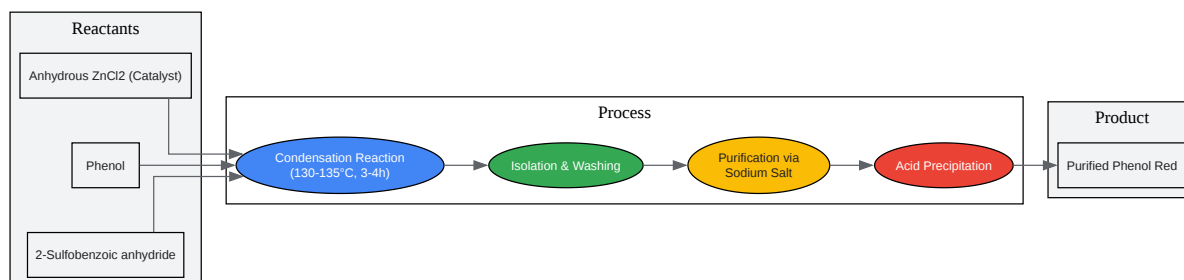 Reactants
Anhydrous ZnCl2 (Catalyst)
Phenol
2-Sulfobenzoic anhydride
Process
Condensation Reaction
(130-135°C, 3-4h)
Isolation & Washing
Purification via
Sodium Salt
Acid Precipitation
Product
Purified Phenol Red